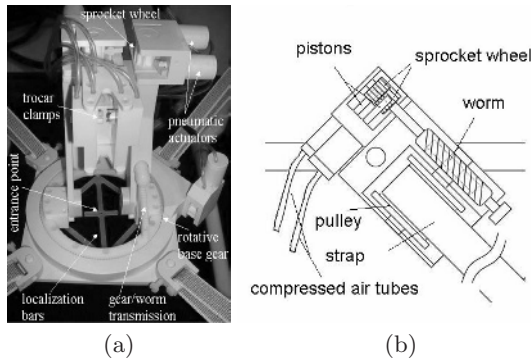 sprocket wheel
trocar
clamps
pneumatic
actuators
entrance point
rotative
base gear
localization
bars
gear/worm
transmission
(a)
pistons
sprocket wheel
worm
pulley
strap
compressed air tubes
(b)